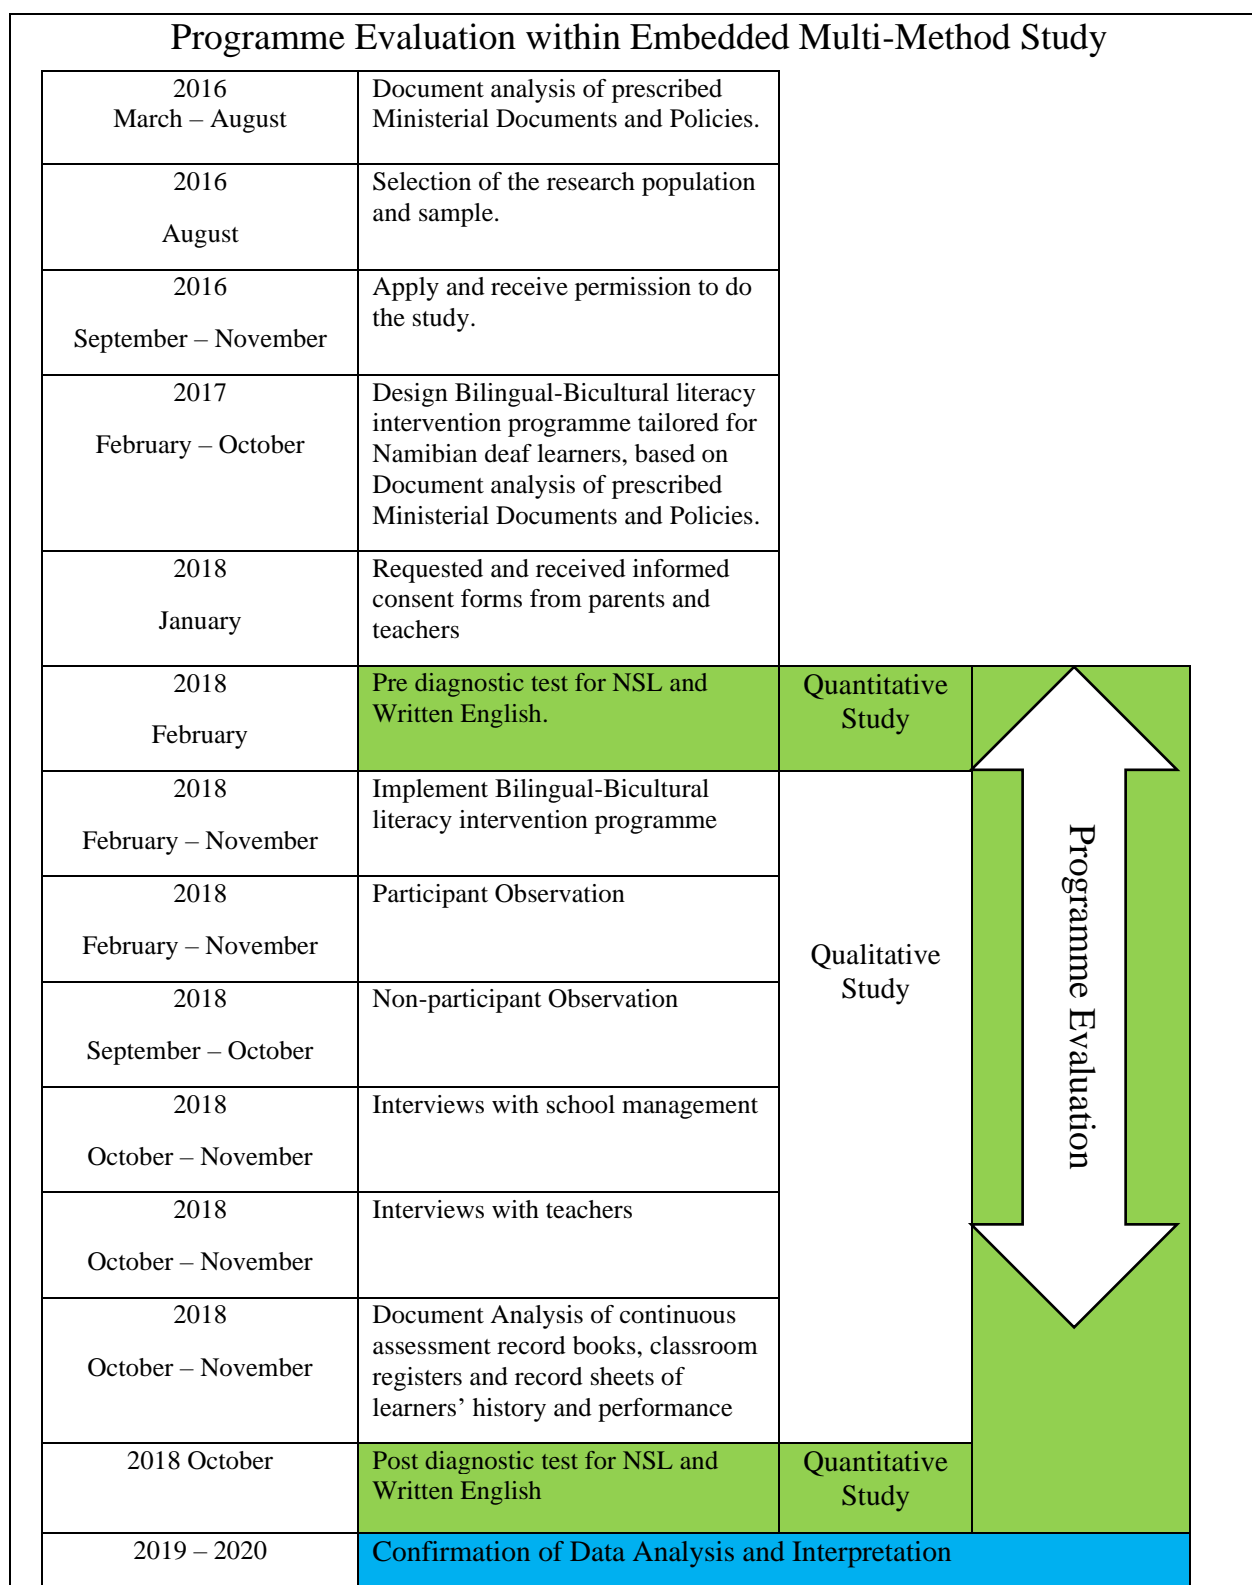 Programme Evaluation within Embedded Multi-Method Study
2016
March – August
Document analysis of prescribed
Ministerial Documents and Policies.
2016
August
Selection of the research population
and sample.
2016
September – November
Apply and receive permission to do
the study.
2017
February – October
Design Bilingual-Bicultural literacy
intervention programme tailored for
Namibian deaf learners, based on
Document analysis of prescribed
Ministerial Documents and Policies.
2018
January
Requested and received informed
consent forms from parents and
teachers
2018
February
Pre diagnostic test for NSL and
Written English.
Quantitative
Study
2018
February – November
Implement Bilingual-Bicultural
literacy intervention programme
2018
February – November
Participant Observation
2018
September – October
Non-participant Observation
2018
October – November
Interviews with school management
2018
October – November
Interviews with teachers
2018
October – November
Document Analysis of continuous
assessment record books, classroom
registers and record sheets of
learners’ history and performance
Qualitative
Study
Programme Evaluation
2018 October
Post diagnostic test for NSL and
Written English
Quantitative
Study
2019 – 2020
Confirmation of Data Analysis and Interpretation